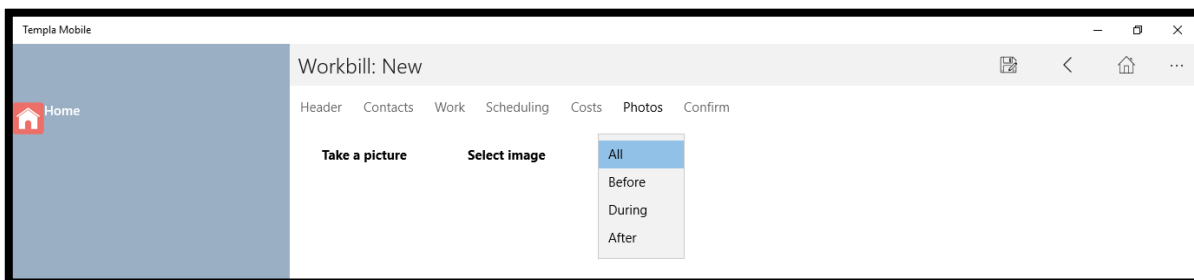 Templa Mobile
Workbill: New
Home
Header Contacts Work Scheduling Costs Photos Confirm
Take a picture Select image All
Before
During
After